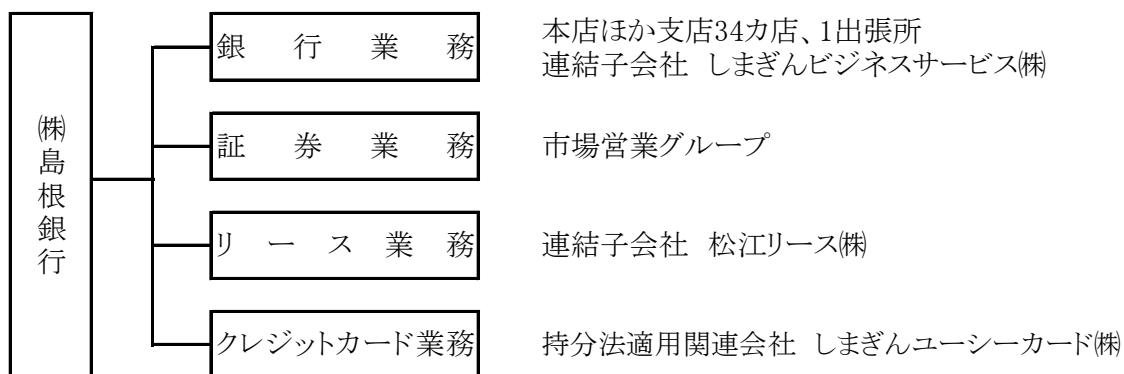 ㈱島根銀行
銀行業務
本店ほか支店34カ店、1出張所
連結子会社 しまぎんビジネスサービス㈱
証券業務
市場営業グループ
リース業務
連結子会社 松江リース㈱
クレジットカード業務
持分法適用関連会社 しまぎんユーシーカード㈱